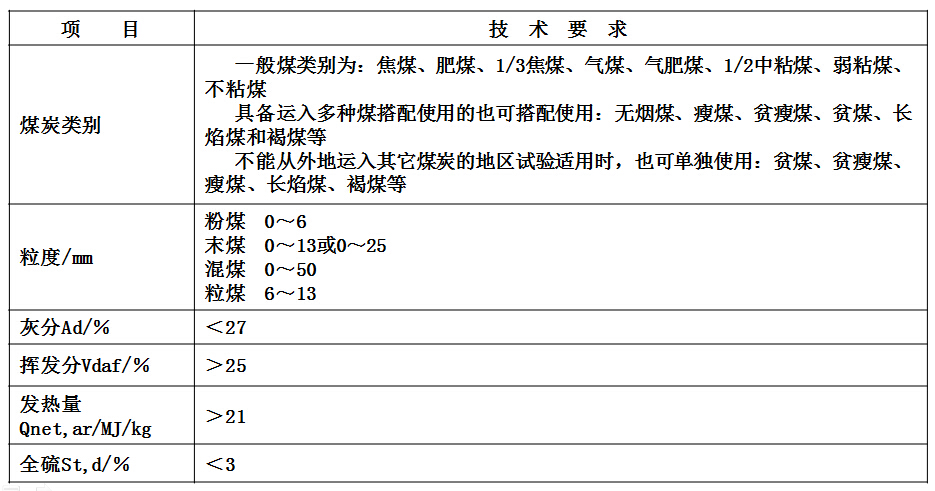 项 目 技 术 要 求
煤炭类别
一般煤类别为：焦煤、肥煤、1/3焦煤、气煤、气肥煤、1/2中粘煤、弱粘煤、
不粘煤
具备运入多种煤搭配使用的也可搭配使用：无烟煤、瘦煤、贫瘦煤、贫煤、长
焰煤和褐煤等
不能从外地运入其它煤炭的地区试验适用时，也可单独使用：贫煤、贫瘦煤、
瘦煤、长焰煤、褐煤等
粒度/mm
粉煤 0～6
末煤 0～13或0～25
混煤 0～50
粒煤 6～13
灰分Ad/% ＜27
挥发分Vdaf/% ＞25
发热量
Qnet,ar/MJ/kg
＞21
全硫St,d/% ＜3